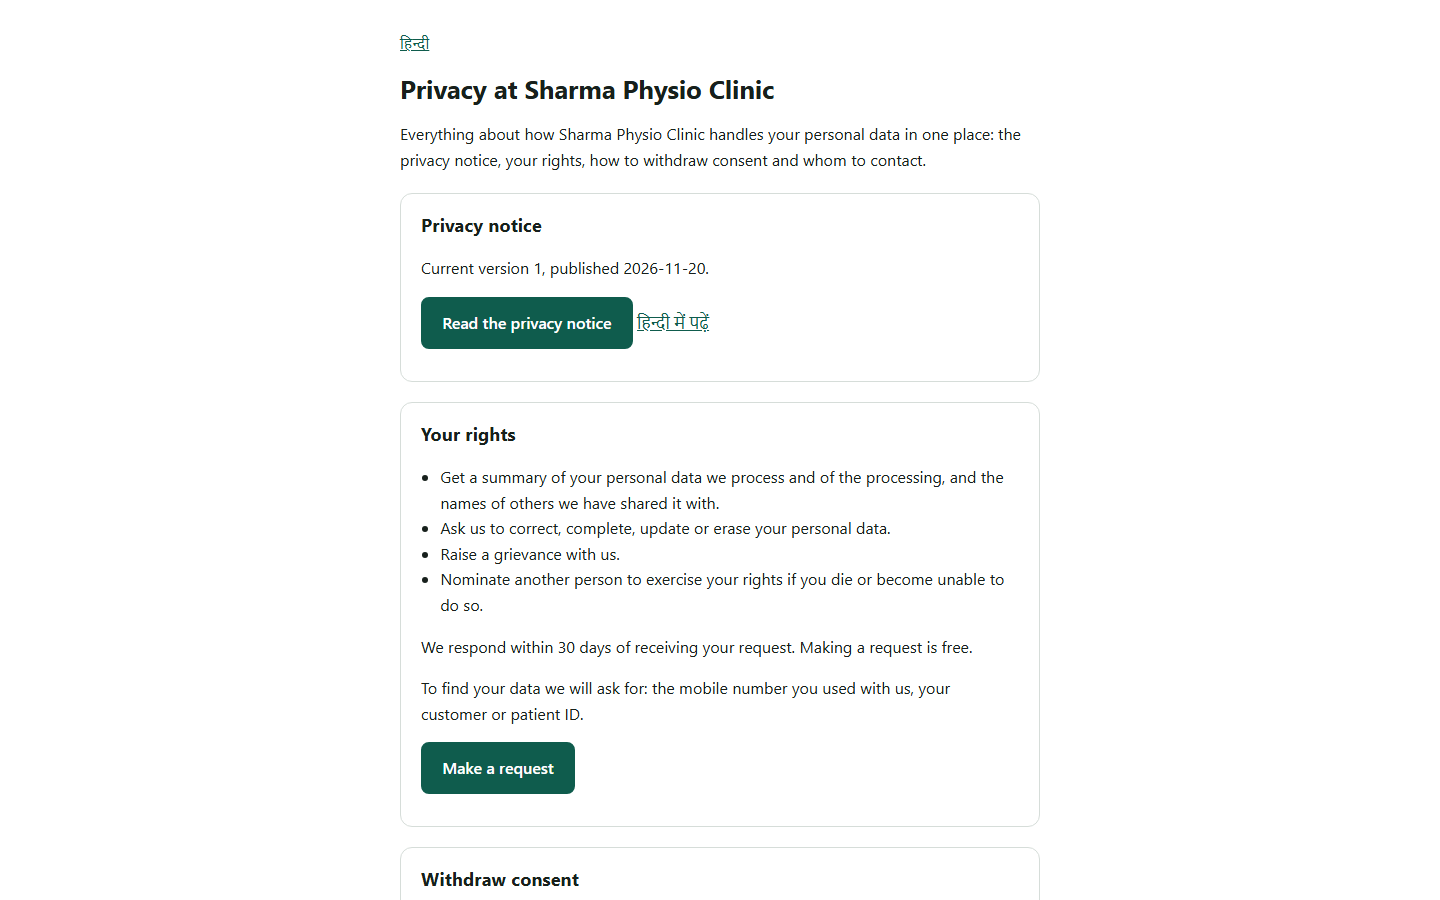 हिन्दी
Privacy at Sharma Physio Clinic
Everything about how Sharma Physio Clinic handles your personal data in one place: the
privacy notice, your rights, how to withdraw consent and whom to contact.
Privacy notice
Current version 1, published 2026-11-20.
Read the privacy notice हिन्दी में पढ़ें
Your rights
• Get a summary of your personal data we process and of the processing, and the
names of others we have shared it with.
• Ask us to correct, complete, update or erase your personal data.
• Raise a grievance with us.
• Nominate another person to exercise your rights if you die or become unable to
do so.
We respond within 30 days of receiving your request. Making a request is free.
To find your data we will ask for: the mobile number you used with us, your
customer or patient ID.
Make a request
Withdraw consent